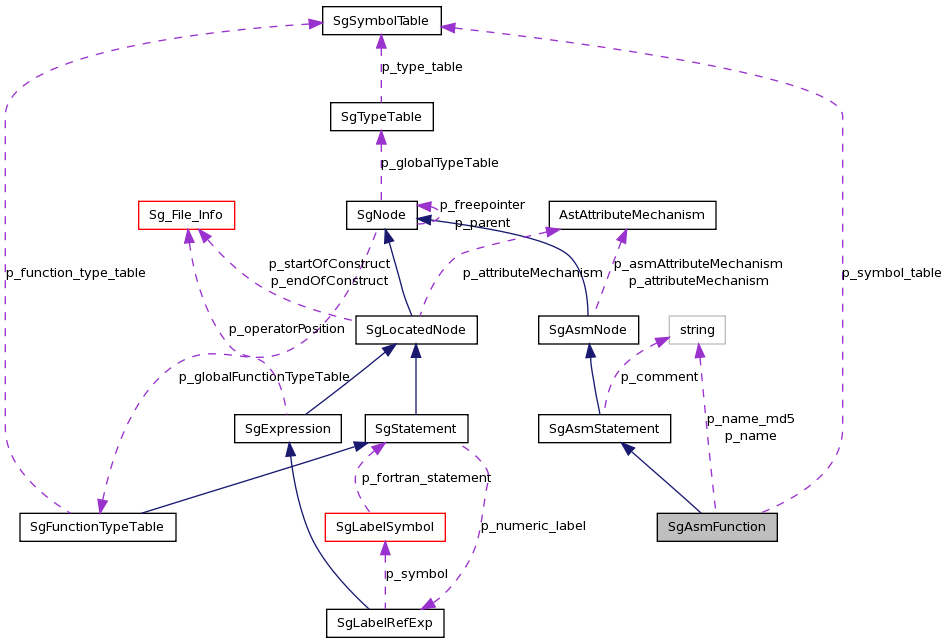 SgSymbolTable
p_type_table
SgTypeTable
p_globalTypeTable
Sg_File_Info
SgNode
p_freepointer
p_parent
AstAttributeMechanism
p_function_type_table
p_startOfConstruct
p_endOfConstruct
p_attributeMechanism
p_asmAttributeMechanism
p_attributeMechanism
p_symbol_table
p_operatorPosition
SgLocatedNode
SgAsmNode
string
p_globalFunctionTypeTable
p_comment
SgExpression
SgStatement
SgAsmStatement
p_name_md5
p_name
p_fortran_statement
SgFunctionTypeTable
SgLabelSymbol
p_numeric_label
SgAsmFunction
p_symbol
SgLabelRefExp